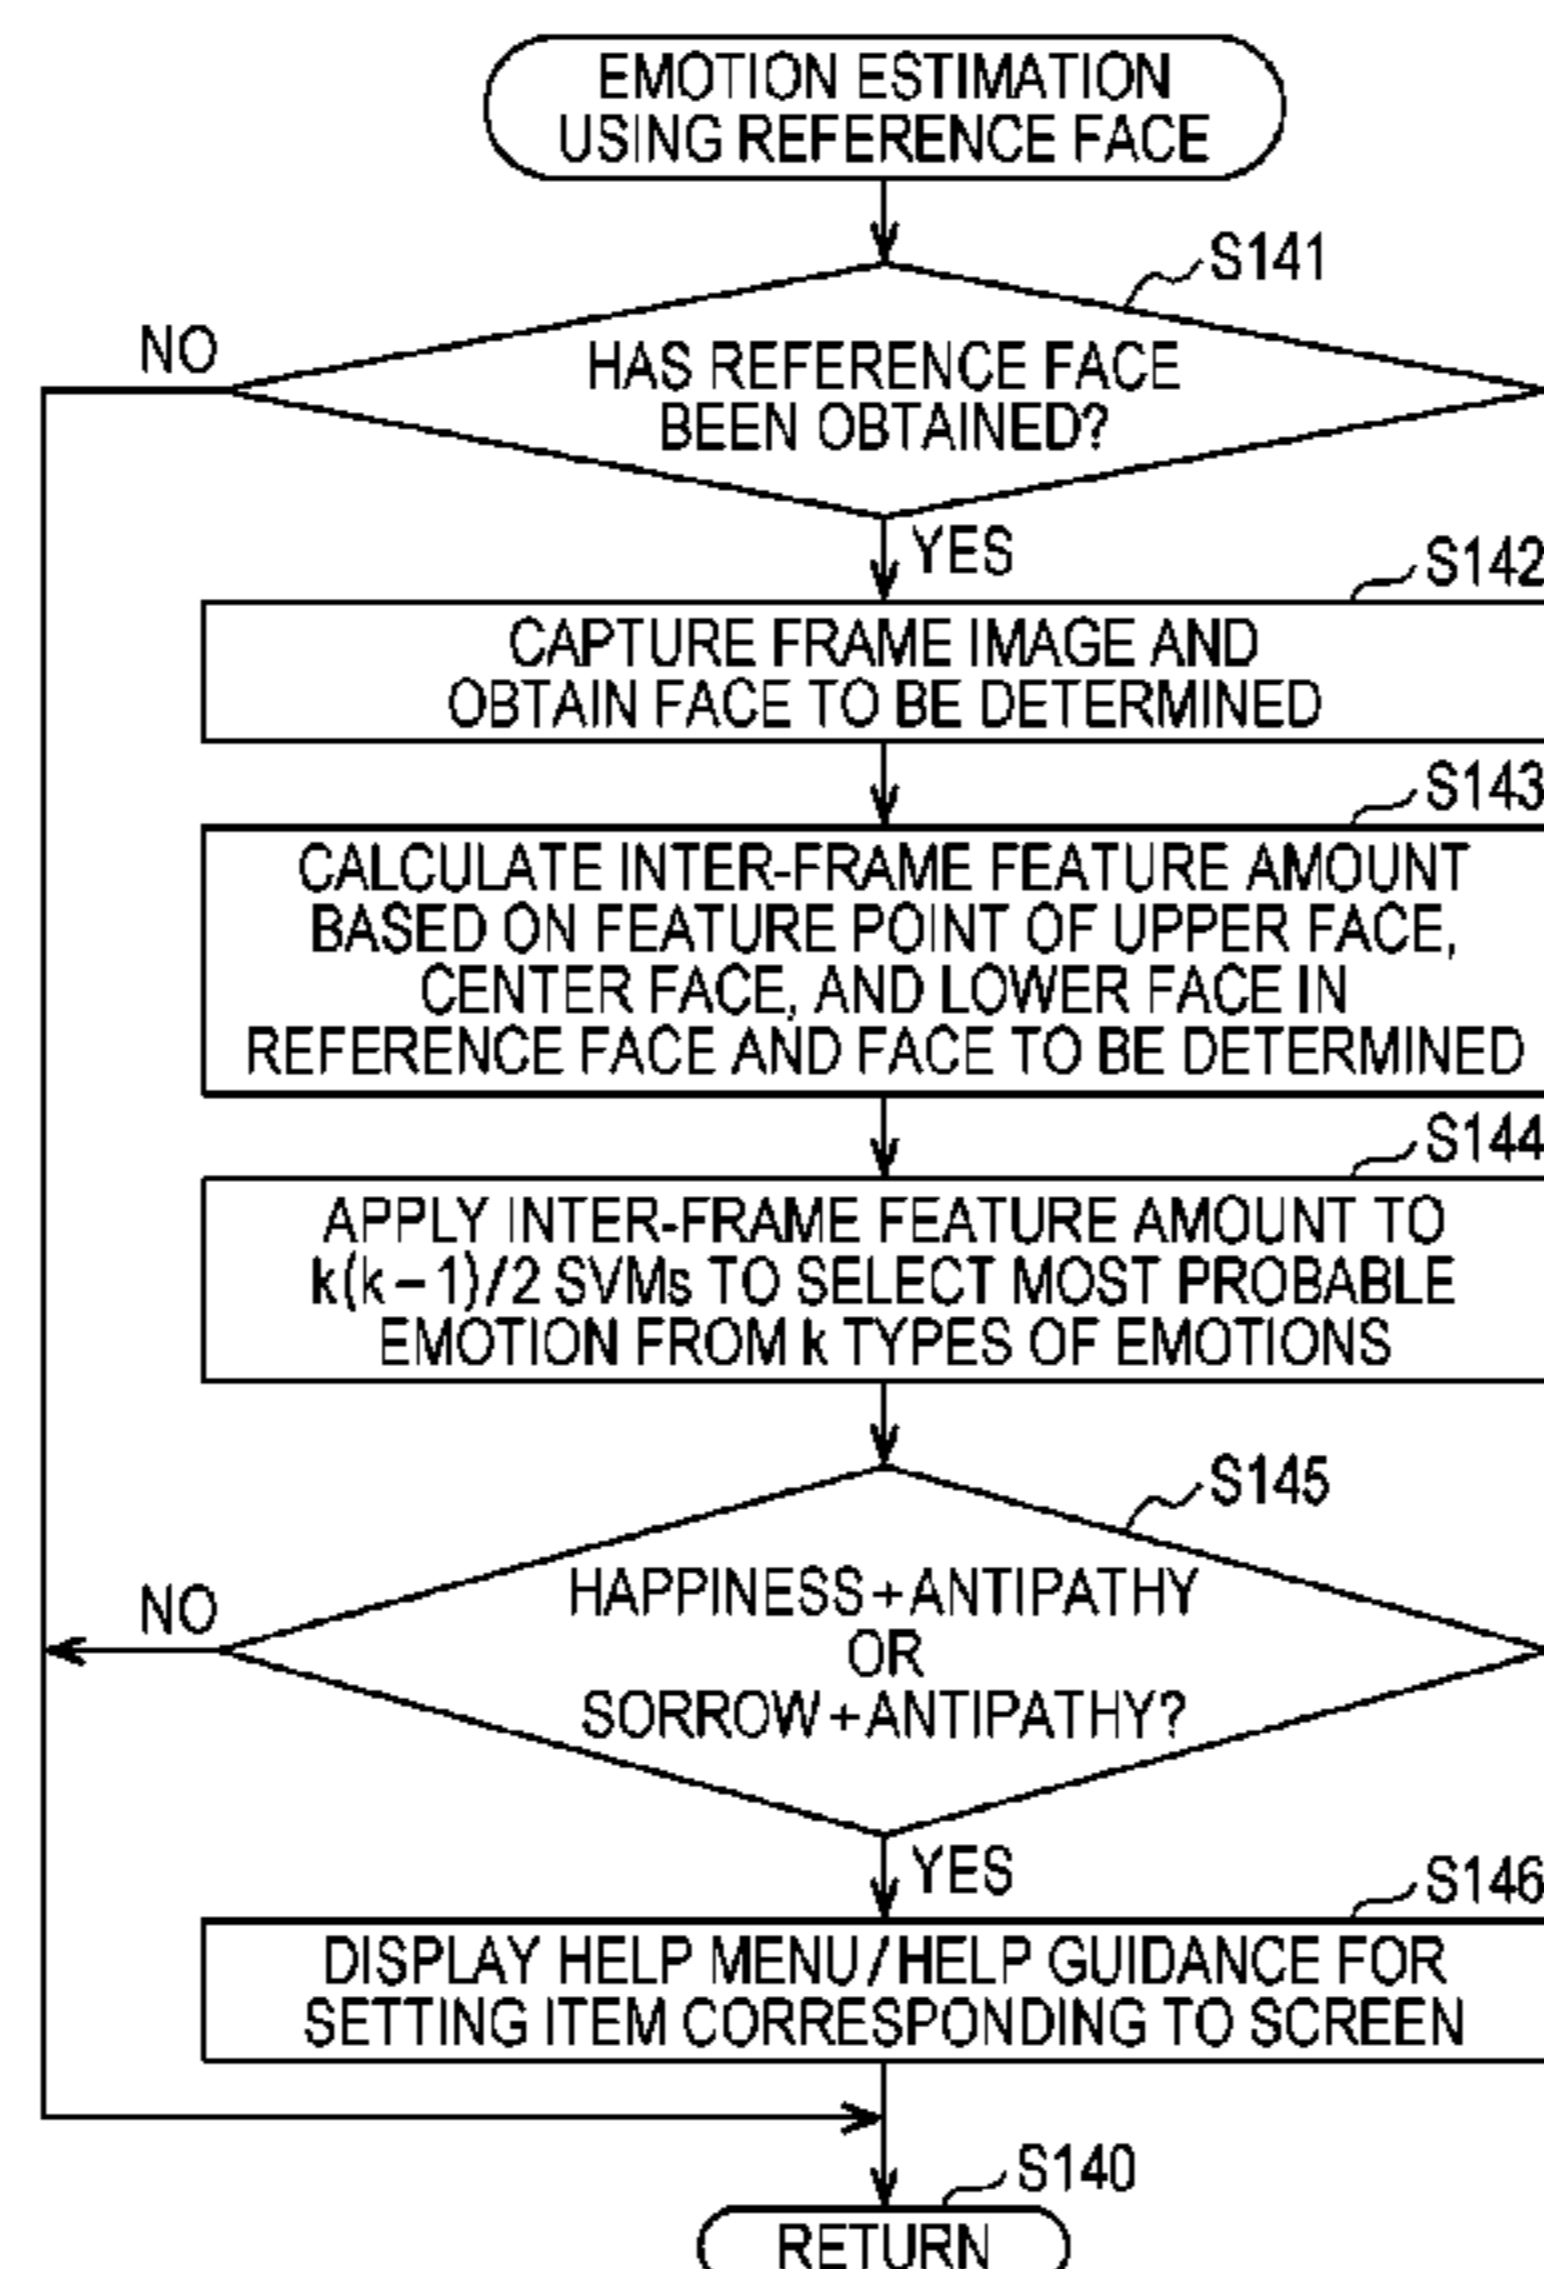 EMOTION ESTIMATION
USING REFERENCE FACE
S141
NO
HAS REFERENCE FACE
BEEN OBTAINED?
YES
S142
CAPTURE FRAME IMAGE AND
OBTAIN FACE TO BE DETERMINED
S143
CALCULATE INTER-FRAME FEATURE AMOUNT
BASED ON FEATURE POINT OF UPPER FACE,
CENTER FACE, AND LOWER FACE IN
REFERENCE FACE AND FACE TO BE DETERMINED
S144
APPLY INTER-FRAME FEATURE AMOUNT TO
k(k-1)/2 SVMs TO SELECT MOST PROBABLE
EMOTION FROM k TYPES OF EMOTIONS
S145
NO
HAPPINESS+ANTIPATHY
OR
SORROW+ANTIPATHY?
YES
S146
DISPLAY HELP MENU/HELP GUIDANCE FOR
SETTING ITEM CORRESPONDING TO SCREEN
S140
RETURN